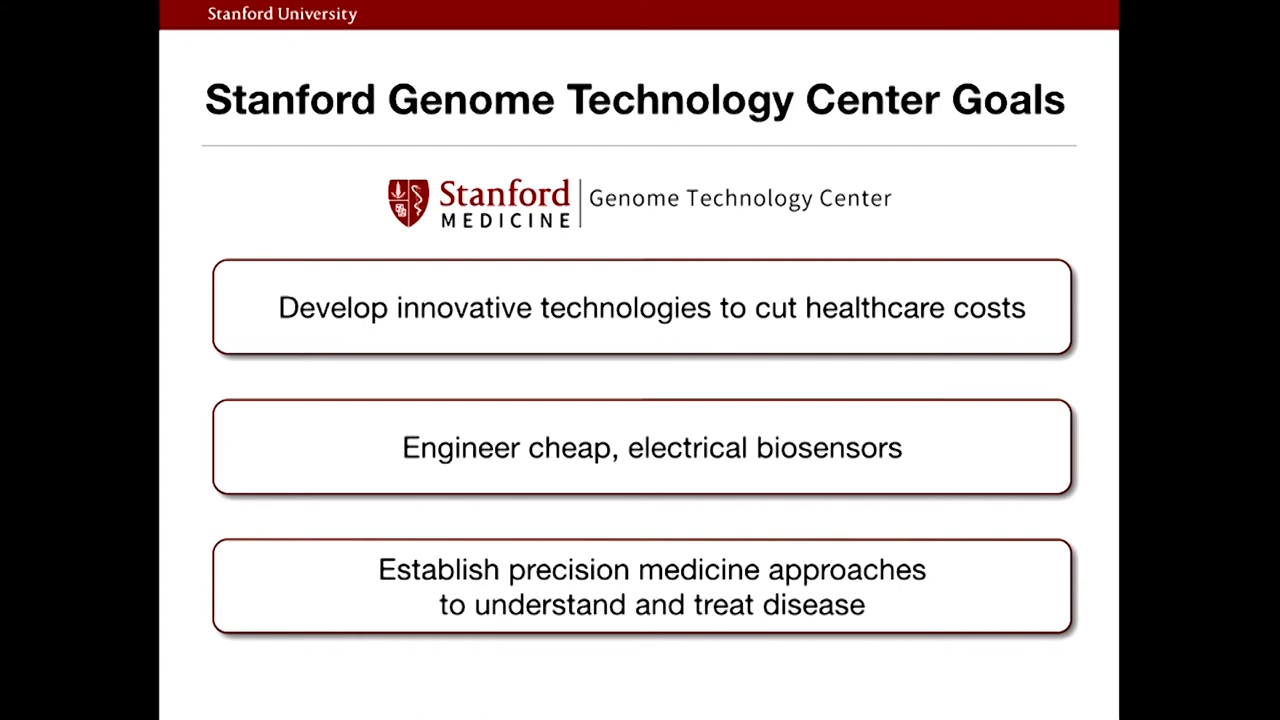 Stanford University
Stanford Genome Technology Center Goals
Stanford
MEDICINE
Genome Technology Center
Develop innovative technologies to cut healthcare costs
Engineer cheap, electrical biosensors
Establish precision medicine approaches
to understand and treat disease